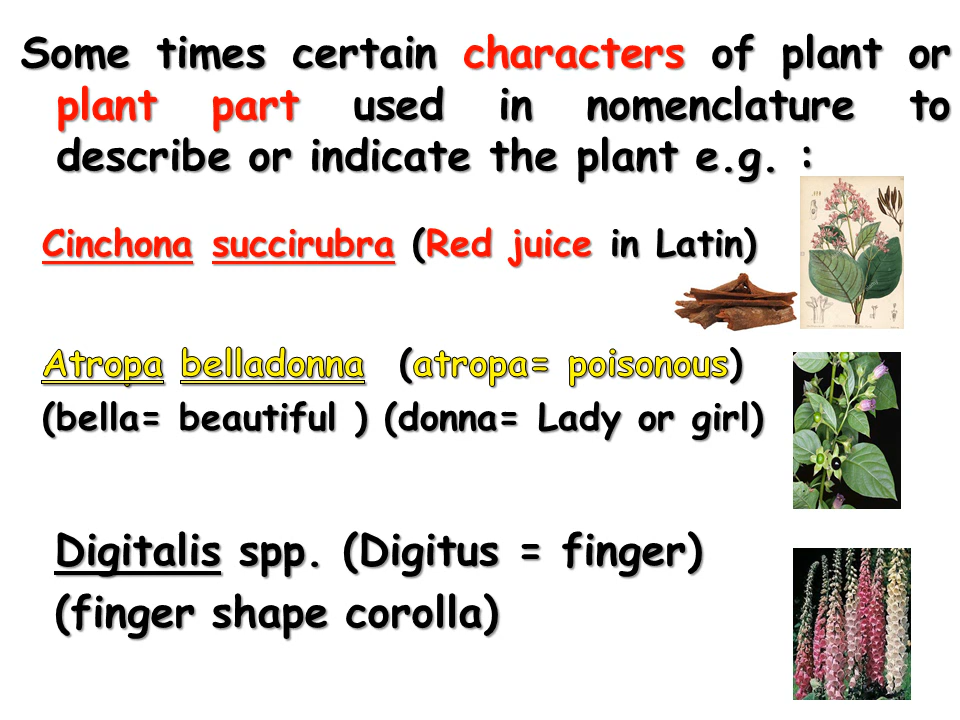 Some times certain characters of plant or
plant part used in nomenclature to
describe or indicate the plant e.g. :
Cinchona succirubra (Red juice in Latin)
Atropa belladonna (atropa= poisonous)
(bella= beautiful ) (donna= Lady or girl)
Digitalis spp. (Digitus = finger)
(finger shape corolla)